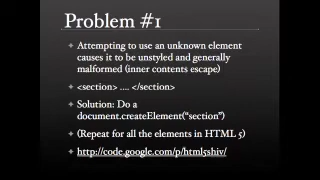 Problem #1
Attempting to use an unknown element
causes it to be unstyled and generally
malformed (inner contents escape)
<section> .... </section>
Solution: Do a
document.createElement("section")
(Repeat for all the elements in HTML 5)
http://code.google.com/p/html5shiv/